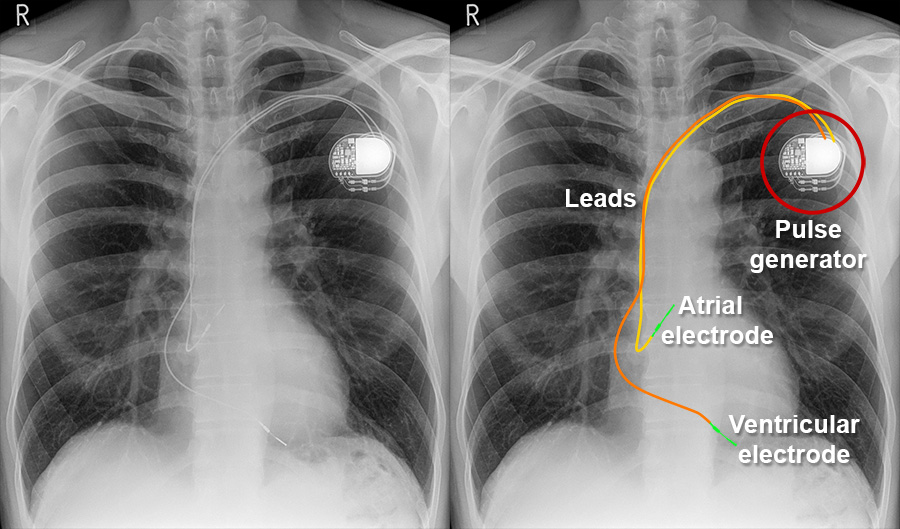 R
R
Leads
Pulse
generator
Atrial
electrode
Ventricular
electrode